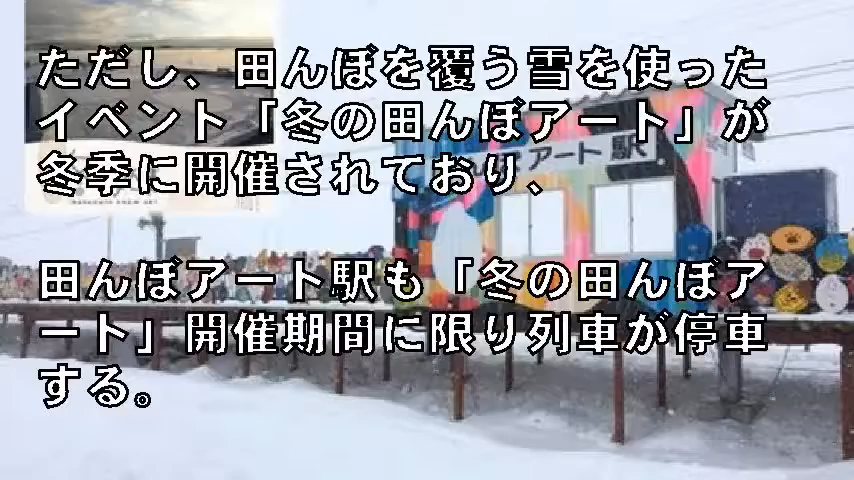 ただし、田んぼを覆う雪を使った
イベント「冬の田んぼアート」が
冬季に開催されており、
アート 駅
田んぼアート駅も「冬の田んぼア
ート」開催期間に限り列車が停車
する。